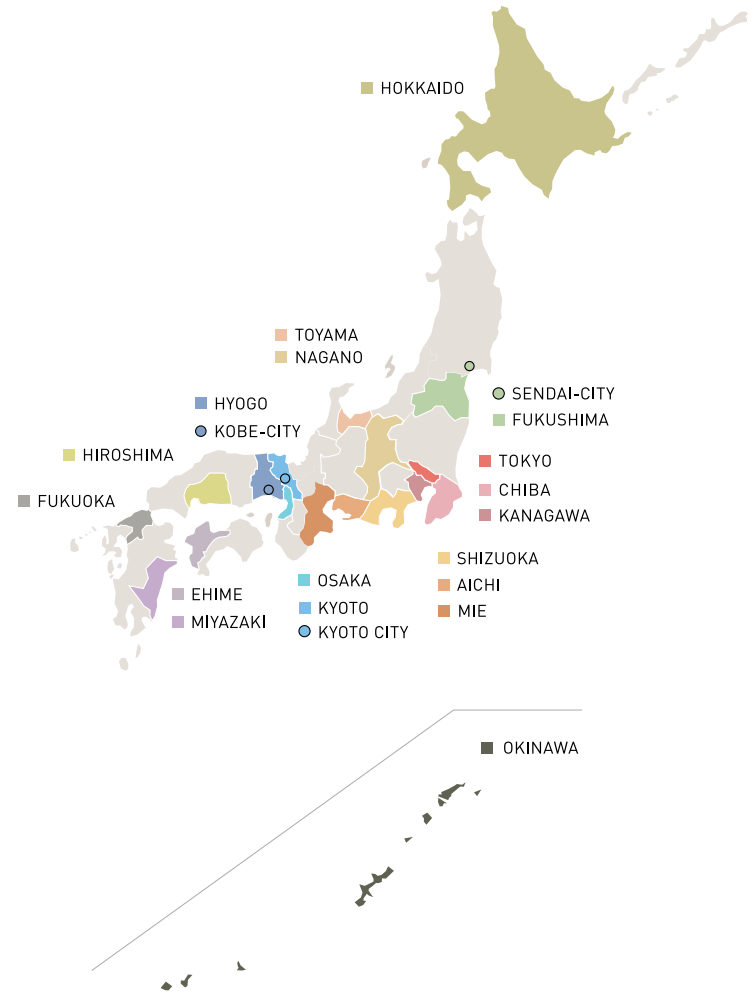 HOKKAIDO
TOYAMA
NAGANO
HYOGO
KOBE-CITY
SENDAI-CITY
FUKUSHIMA
HIROSHIMA
TOKYO
CHIBA
KANAGAWA
FUKUOKA
SHIZUOKA
AICHI
MIE
OSAKA
KYOTO
KYOTO CITY
EHIME
MIYAZAKI
OKINAWA